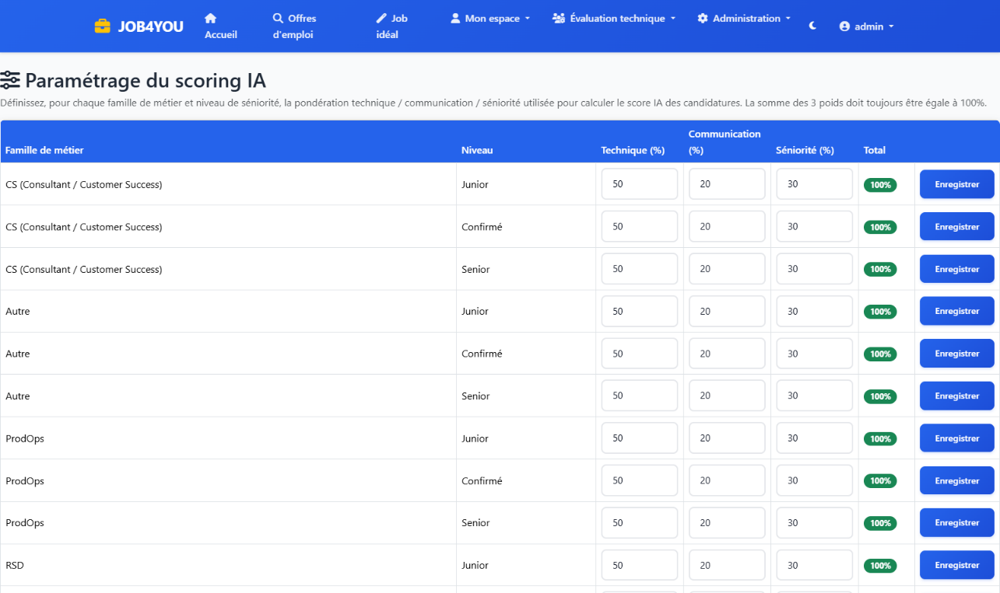 JOB4YOU
Accueil
Offres
d'emploi
Job
idéal
Mon espace
Évaluation technique
Administration
admin
Paramétrage du scoring IA
Définissez, pour chaque famille de métier et niveau de séniorité, la pondération technique / communication / séniorité utilisée pour calculer le score IA des candidatures. La somme des 3 poids doit toujours être égale à 100%.
Famille de métier Niveau Technique (%) Communication (%) Séniorité (%) Total
CS (Consultant / Customer Success) Junior 50 20 30 100% Enregistrer
CS (Consultant / Customer Success) Confirmé 50 20 30 100% Enregistrer
CS (Consultant / Customer Success) Senior 50 20 30 100% Enregistrer
Autre Junior 50 20 30 100% Enregistrer
Autre Confirmé 50 20 30 100% Enregistrer
Autre Senior 50 20 30 100% Enregistrer
ProdOps Junior 50 20 30 100% Enregistrer
ProdOps Confirmé 50 20 30 100% Enregistrer
ProdOps Senior 50 20 30 100% Enregistrer
RSD Junior 50 20 30 100% Enregistrer